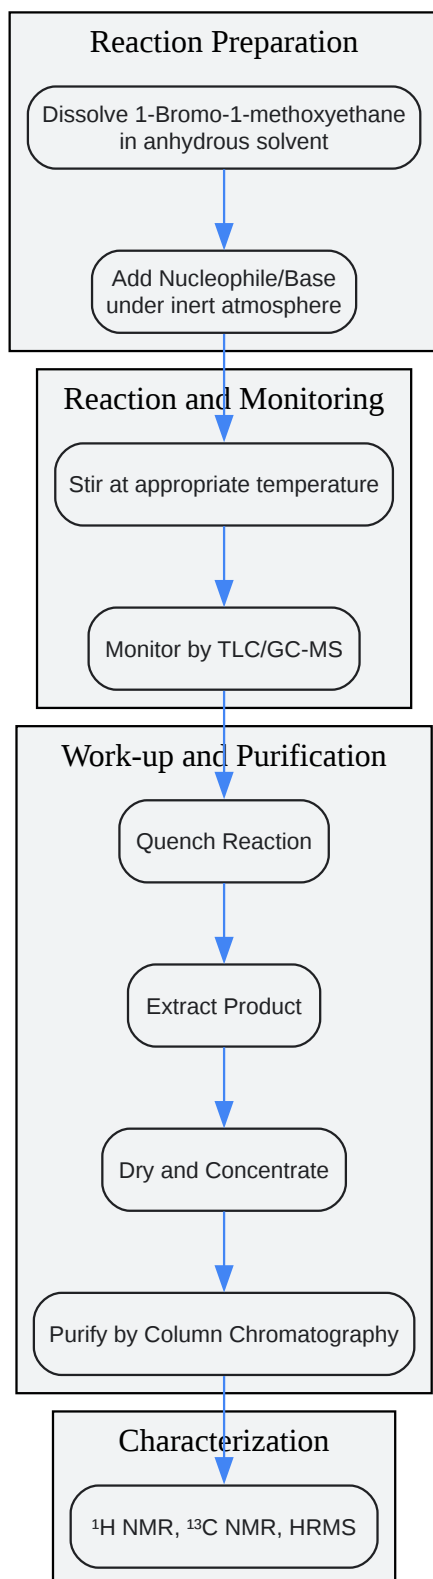 Reaction Preparation
Dissolve 1-Bromo-1-methoxyethane
in anhydrous solvent
Add Nucleophile/Base
under inert atmosphere
Reaction and Monitoring
Stir at appropriate temperature
Monitor by TLC/GC-MS
Work-up and Purification
Quench Reaction
Extract Product
Dry and Concentrate
Purify by Column Chromatography
Characterization
¹H NMR, ¹³C NMR, HRMS